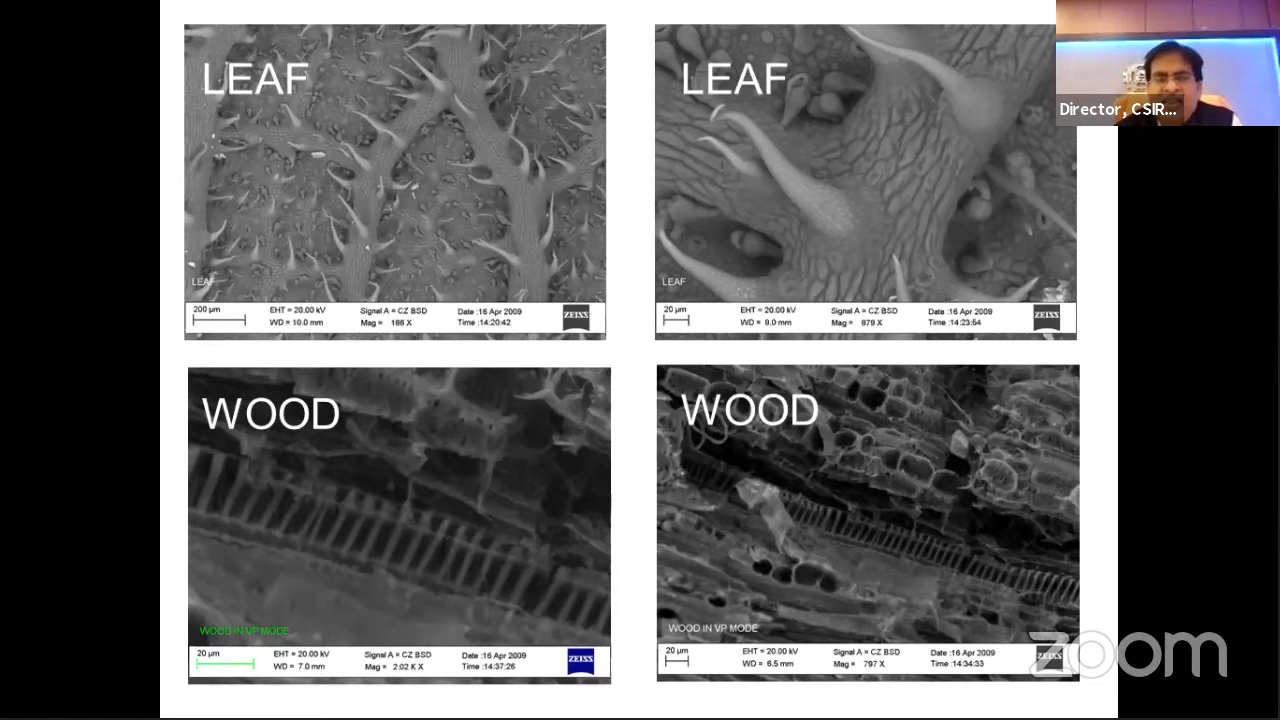 LEAF
LEAF
200 µm
EHT = 20.00 kV
Signal A = CZ BSD
Date :16 Apr 2009
WD = 10.0 mm
Mag = 186 X
Time :14:20:42
ZEISS
LEAF
LEAF
20 µm
EHT = 20.00 kV
Signal A = CZ BSD
Date :16 Apr 2009
WD = 9.0 mm
Mag = 879 X
Time :14:23:54
ZEISS
Director, CSIR...
WOOD
WOOD IN VP MODE
20 µm
EHT = 20.00 kV
Signal A = CZ BSD
Date :16 Apr 2009
WD = 7.0 mm
Mag = 2.02 K X
Time :14:37:26
ZEISS
WOOD
WOOD IN VP MODE
20 µm
EHT = 20.00 kV
Signal A = CZ BSD
Date :16 Apr 2009
WD = 6.5 mm
Mag = 797 X
Time :14:34:33
ZEISS
zoom